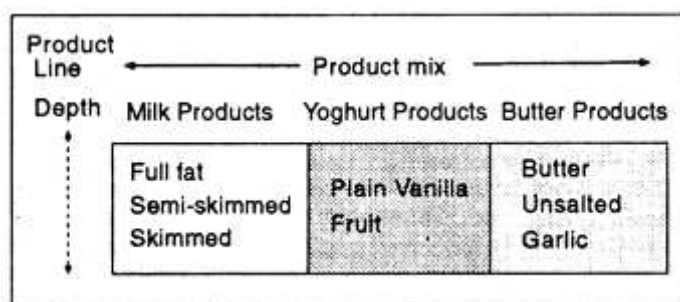 Product
Line
Product mix
Depth
Milk Products
Yoghurt Products
Butter Products
Full fat
Semi-skimmed
Skimmed
Plain Vanilla
Fruit
Butter
Unsalted
Garlic